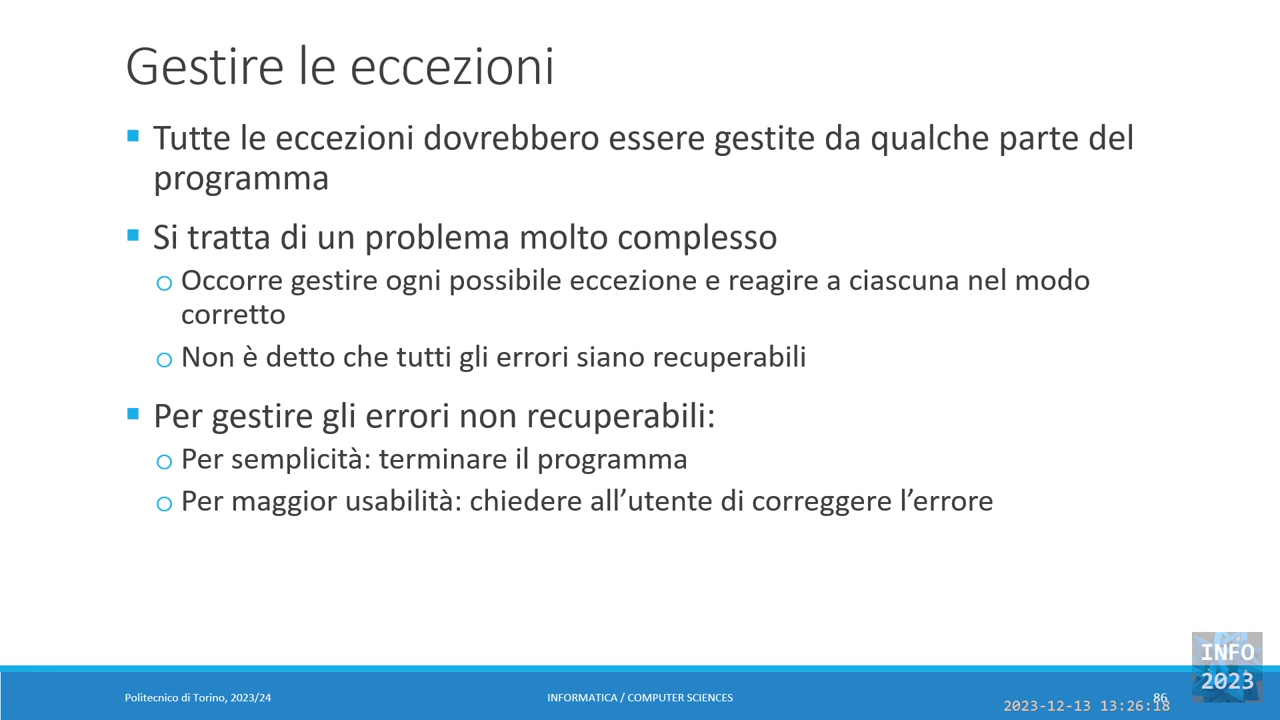 Gestire le eccezioni
Tutte le eccezioni dovrebbero essere gestite da qualche parte del
programma
Si tratta di un problema molto complesso
Occorre gestire ogni possibile eccezione e reagire a ciascuna nel modo
corretto
Non è detto che tutti gli errori siano recuperabili
Per gestire gli errori non recuperabili:
Per semplicità: terminare il programma
Per maggior usabilità: chiedere all’utente di correggere l’errore
INFO
2023
Politecnico di Torino, 2023/24
INFORMATICA / COMPUTER SCIENCES
86
2023-12-13 13:26:18